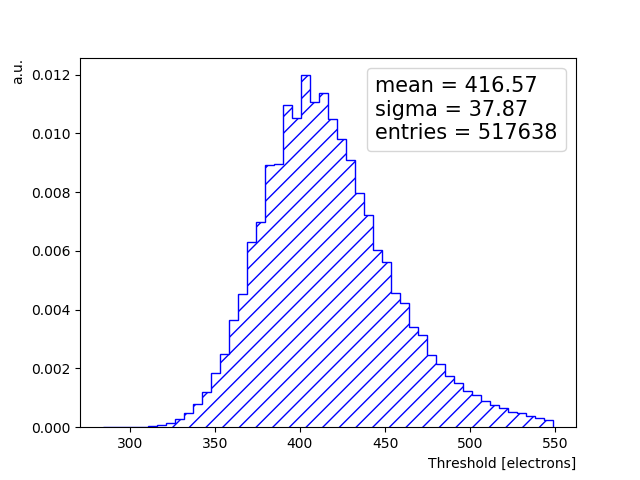 a.u.
0.012
0.010
0.008
0.006
0.004
0.002
0.000
mean = 416.57
sigma = 37.87
entries = 517638
300 350 400 450 500 550
Threshold [electrons]